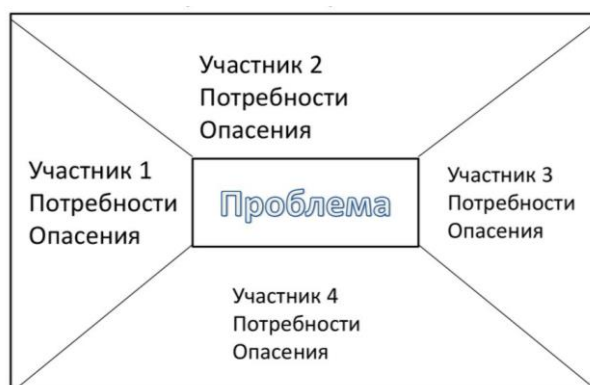 Участник 2
Потребности
Опасения
Участник 1
Потребности
Опасения
Проблема
Участник 3
Потребности
Опасения
Участник 4
Потребности
Опасения